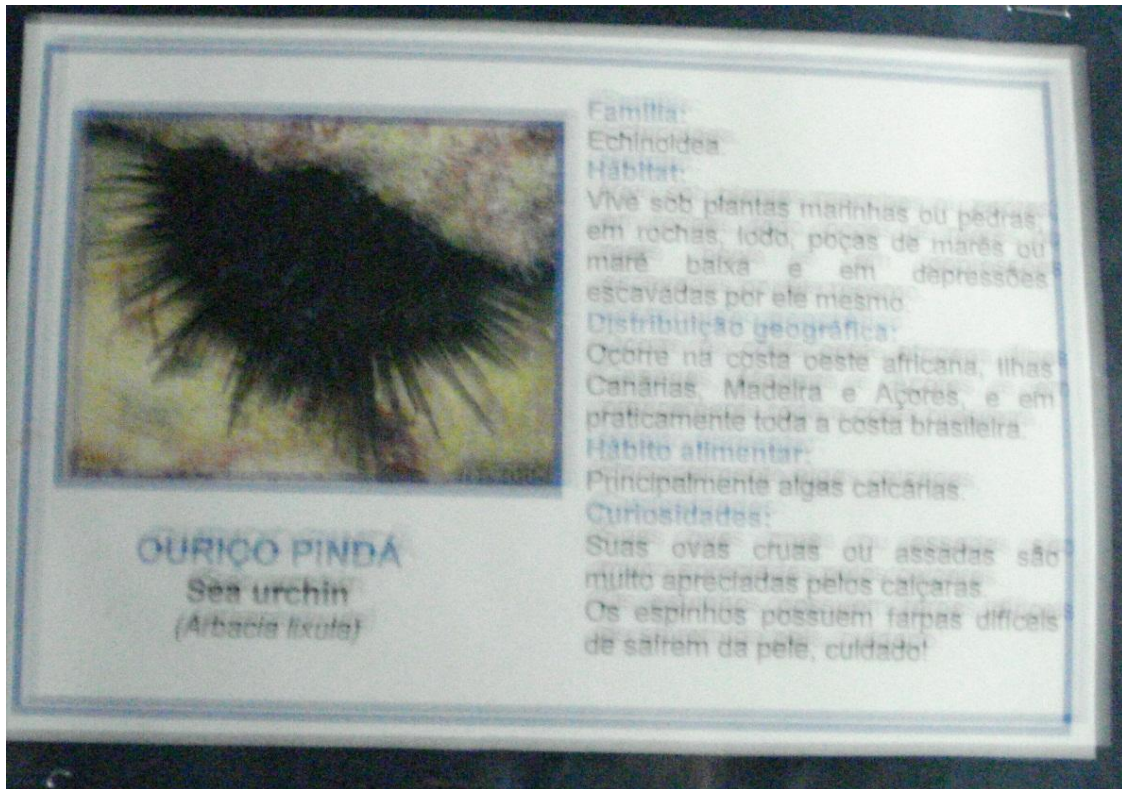 Família:
Echinoidea.
Hábitat:
Vive sob plantas marinhas ou pedras,
em rochas, lodo, poças de marés ou
maré baixa e em depressões
escavadas por ele mesmo.
Distribuição geográfica:
Ocorre na costa oeste africana, Ilhas
Canárias, Madeira e Açores, e em
praticamente toda a costa brasileira.
Hábito alimentar:
Principalmente algas calcárias.
Curiosidades:
Suas ovas cruas ou assadas são
muito apreciadas pelos caiçaras.
Os espinhos possuem farpas difíceis
de saírem da pele, cuidado!
OURIÇO PINDÁ
Sea urchin
(Arbacia lixula)